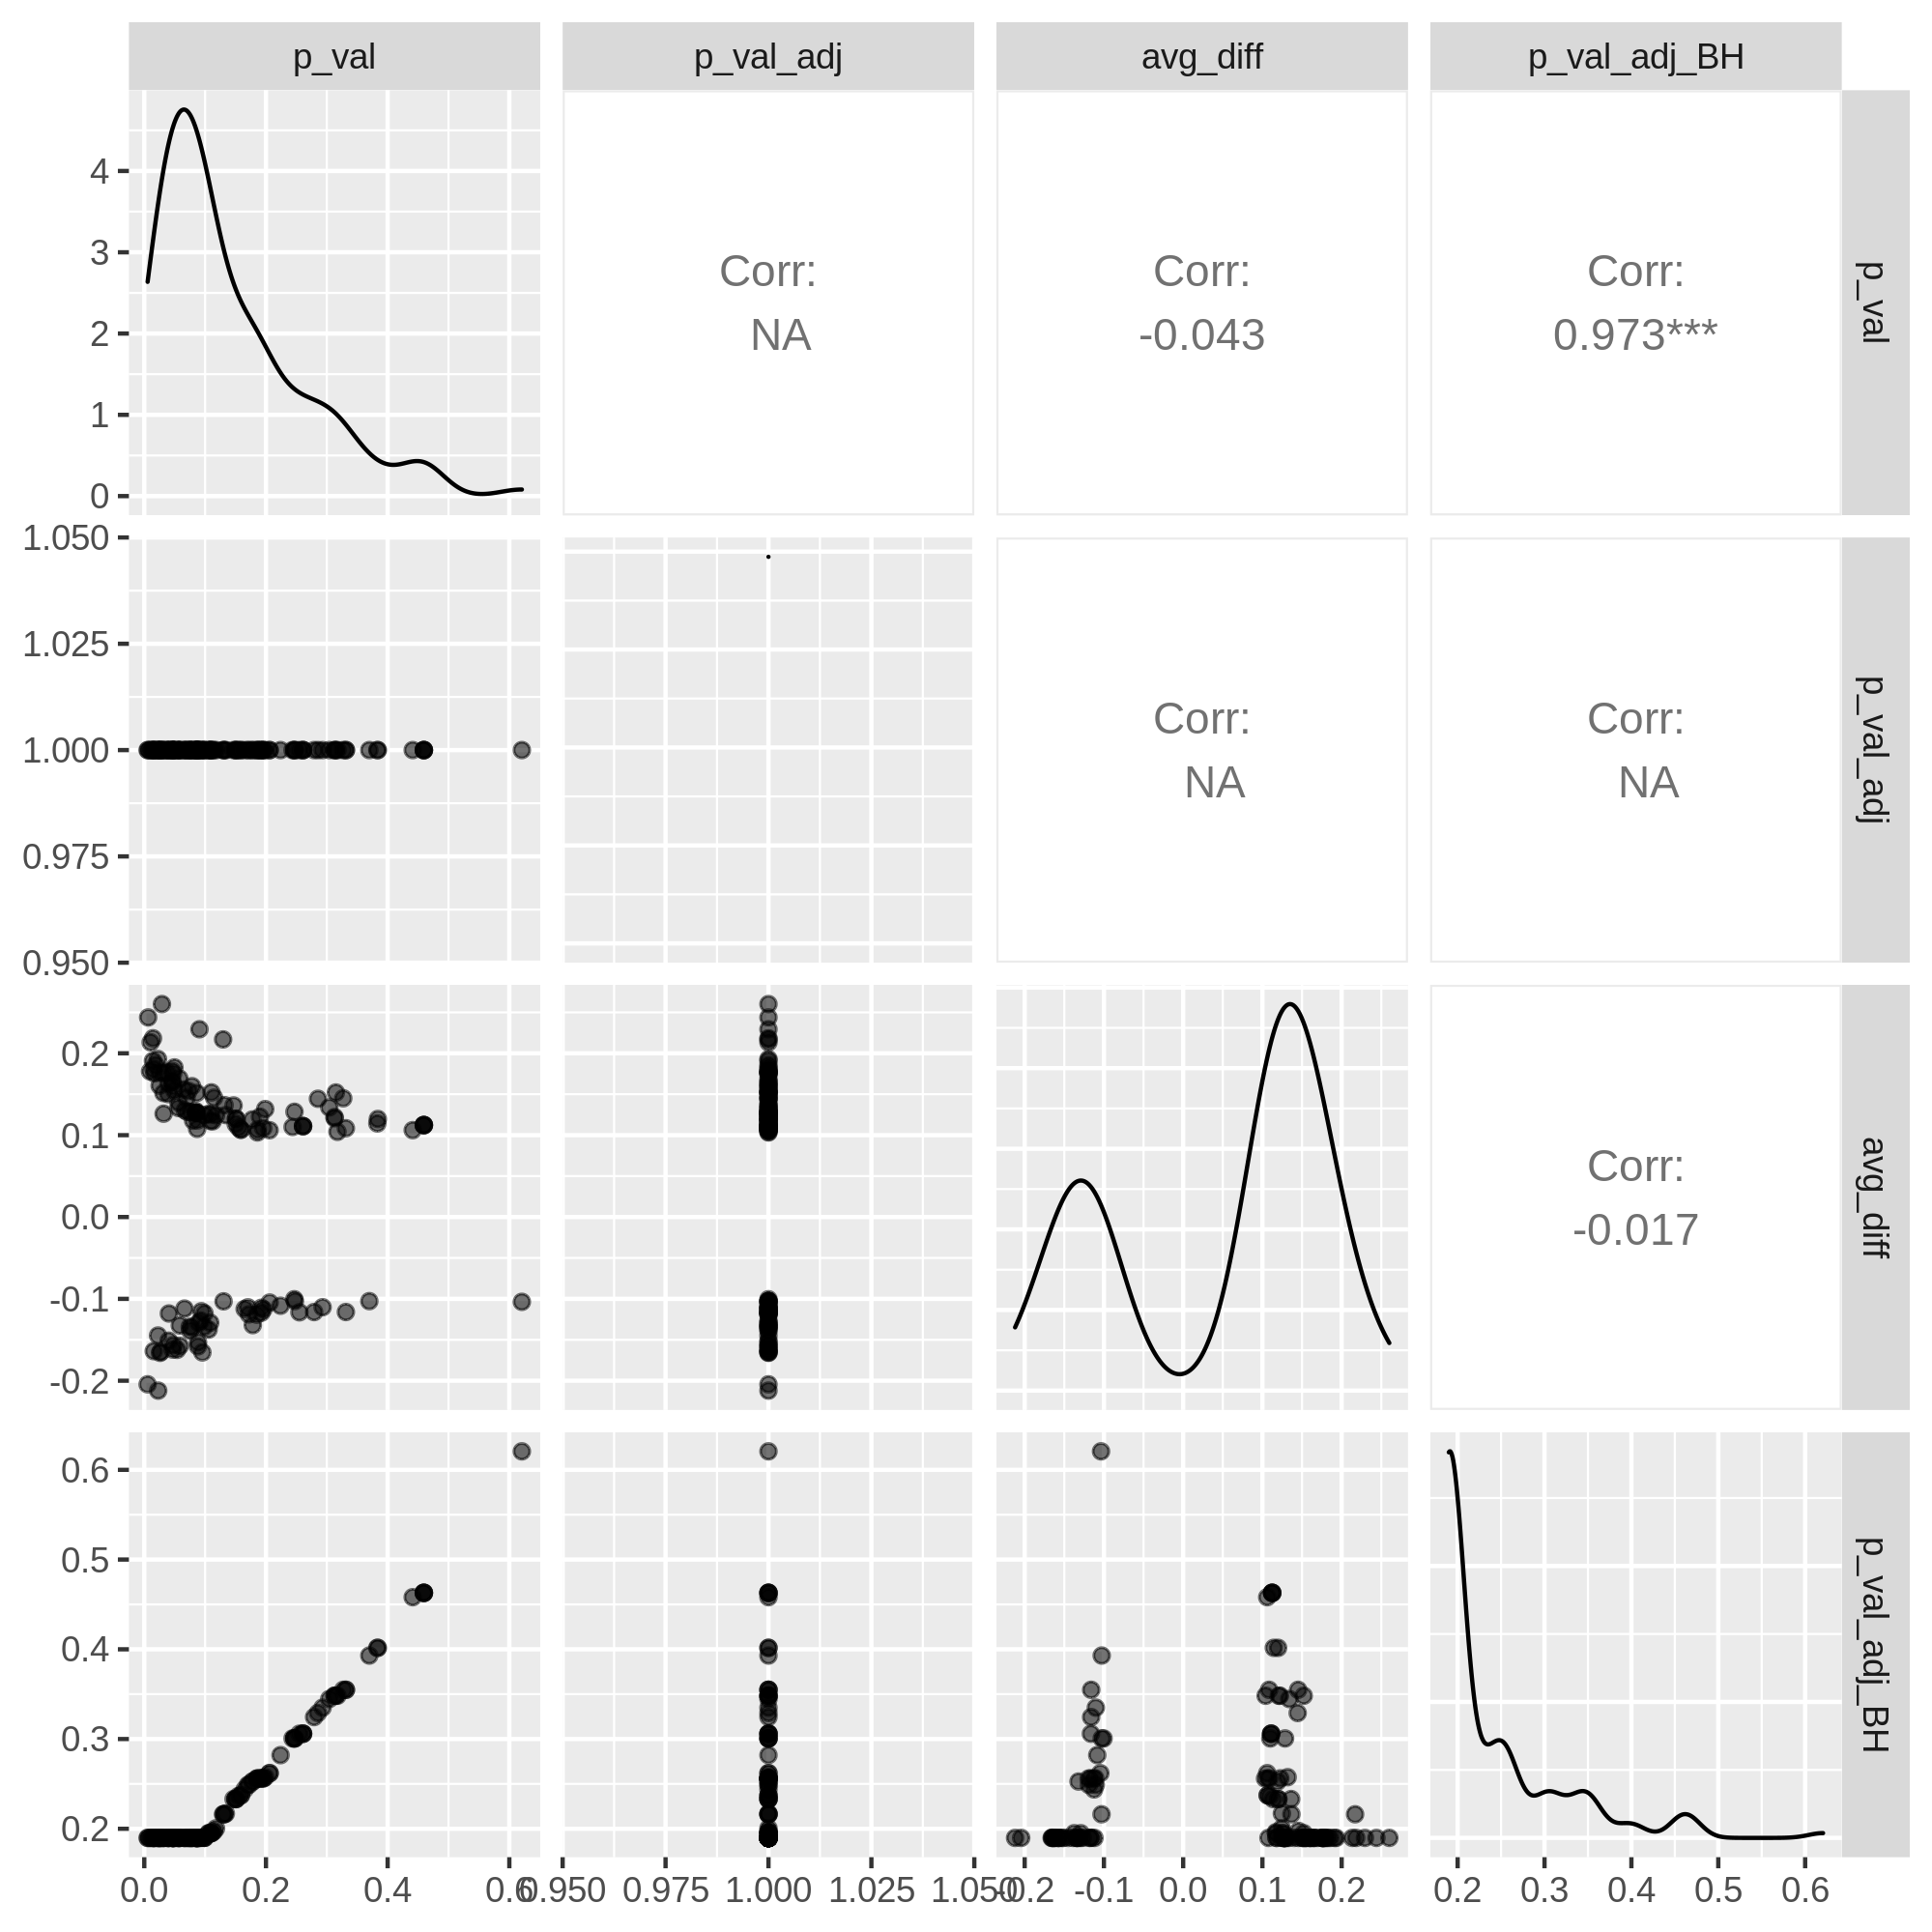 p_val
p_val_adj
avg_diff
p_val_adj_BH
4
3
2
1
0
Corr:
NA
Corr:
-0.043
Corr:
0.973***
p_val
1.050
1.025
1.000
0.975
0.950
Corr:
NA
Corr:
NA
p_val_adj
0.2
0.1
0.0
-0.1
-0.2
Corr:
-0.017
avg_diff
0.6
0.5
0.4
0.3
0.2
p_val_adj_BH
0.0 0.2 0.4 0.6
0.950 0.975 1.000 1.025 1.050
-0.2 -0.1 0.0 0.1 0.2
0.2 0.3 0.4 0.5 0.6